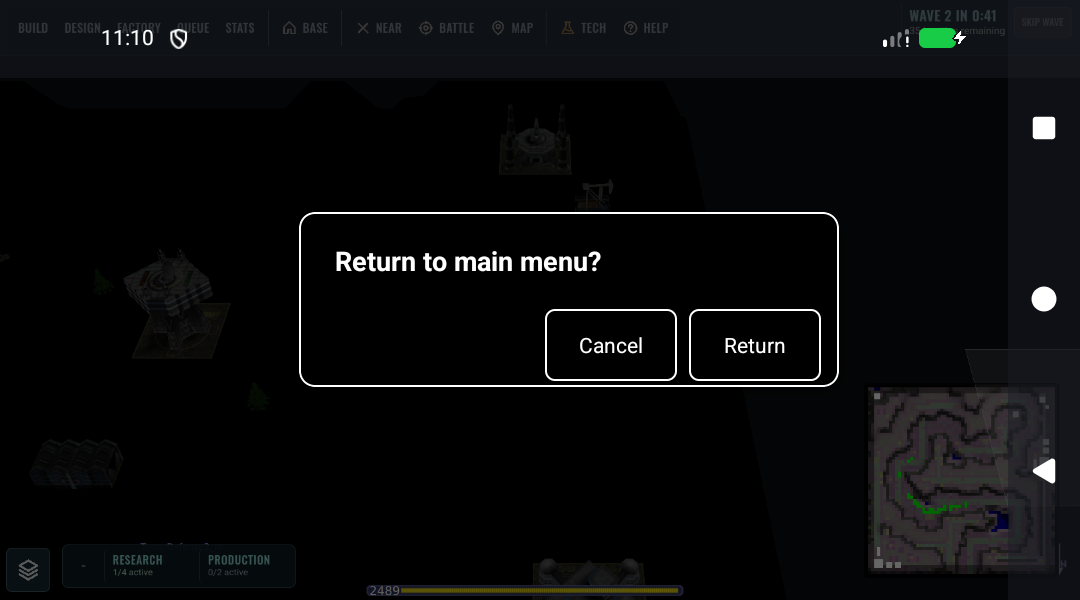 BUILD DESIGN FACTORY QUEUE STATS BASE NEAR BATTLE MAP TECH HELP
WAVE 2 IN 0:41
SKIP WAVE
remaining
11:10
Return to main menu?
Cancel Return
RESEARCH
1/4 active
PRODUCTION
0/2 active
2489